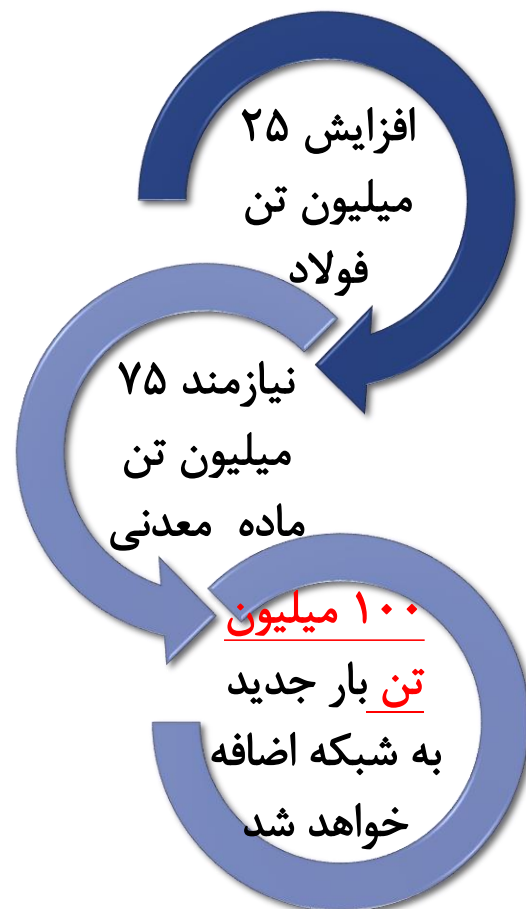 افزایش ۲۵
میلیون تن
فولاد
نیازمند ۷۵
میلیون تن
ماده معدنی
۱۰۰ میلیون
تن بار جدید
به شبکه اضافه
خواهد شد